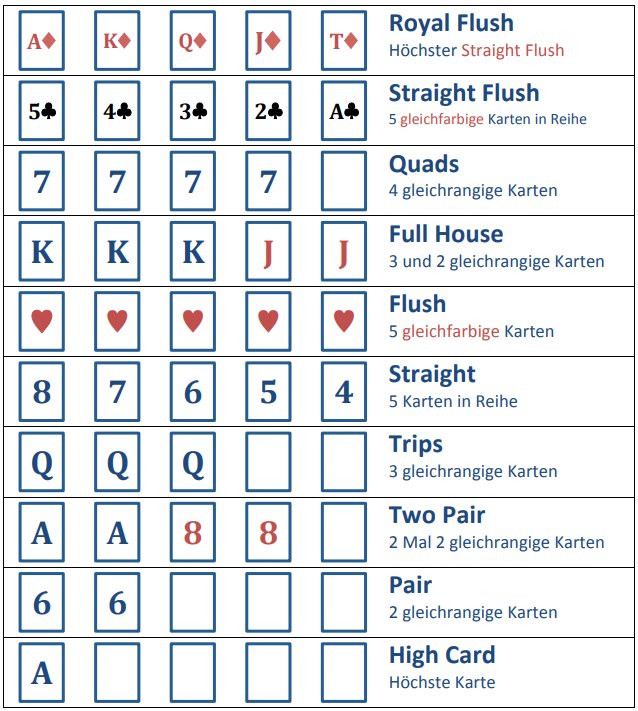 A♦ K♦ Q♦ J♦ T♦
Royal Flush
Höchster Straight Flush
5♣ 4♣ 3♣ 2♣ A♣
Straight Flush
5 gleichfarbige Karten in Reihe
7 7 7 7
Quads
4 gleichrangige Karten
K K K J J
Full House
3 und 2 gleichrangige Karten
♥ ♥ ♥ ♥ ♥
Flush
5 gleichfarbige Karten
8 7 6 5 4
Straight
5 Karten in Reihe
Q Q Q
Trips
3 gleichrangige Karten
A A 8 8
Two Pair
2 Mal 2 gleichrangige Karten
6 6
Pair
2 gleichrangige Karten
A
High Card
Höchste Karte